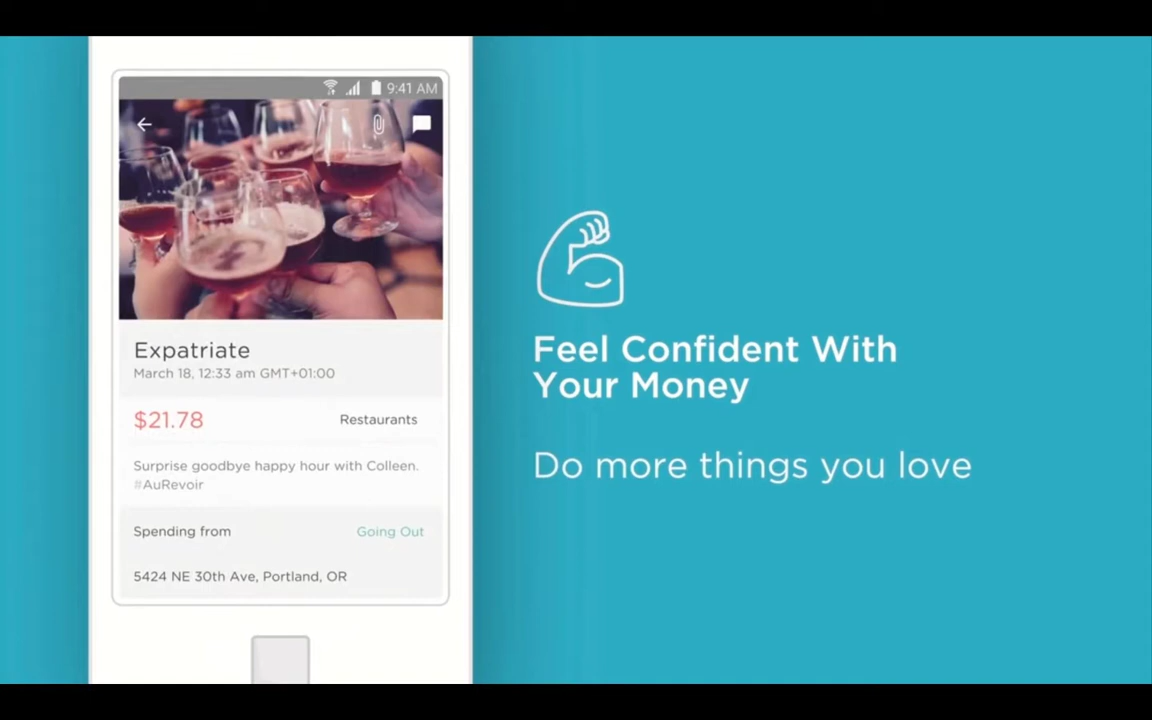 9:41 AM
Expatriate
March 18, 12:33 am GMT+01:00
$21.78 Restaurants
Surprise goodbye happy hour with Colleen.
#AuRevoir
Spending from Going Out
5424 NE 30th Ave, Portland, OR
Feel Confident With
Your Money
Do more things you love